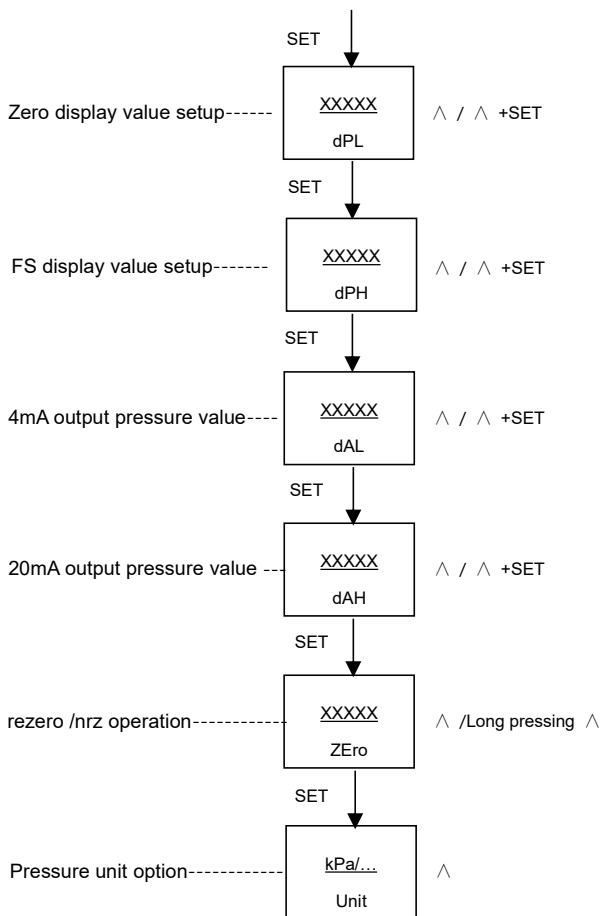 SET
XXXXX
Zero display value setup------ ∧ / ∧ +SET
dPL
SET
XXXXX
FS display value setup------- ∧ / ∧ +SET
dPH
SET
XXXXX
4mA output pressure value---- ∧ / ∧ +SET
dAL
SET
XXXXX
20mA output pressure value --- ∧ / ∧ +SET
dAH
SET
XXXXX
rezero /nrz operation------------ ∧ /Long pressing ∧
ZEro
SET
kPa/…
Pressure unit option------------ ∧
Unit